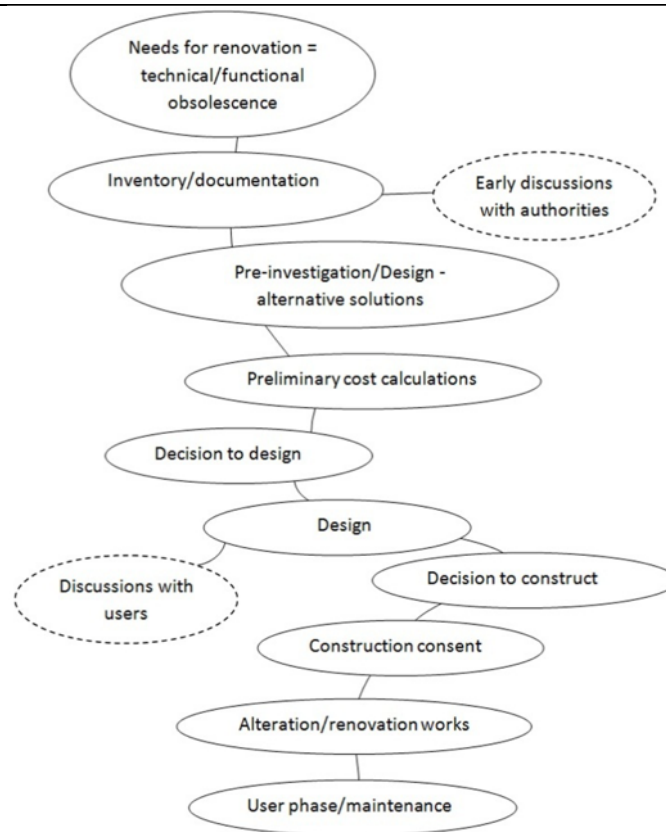 Needs for renovation =
technical/functional
obsolescence
Inventory/documentation
Early discussions
with authorities
Pre-investigation/Design -
alternative solutions
Preliminary cost calculations
Decision to design
Design
Discussions with
users
Decision to construct
Construction consent
Alteration/renovation works
User phase/maintenance